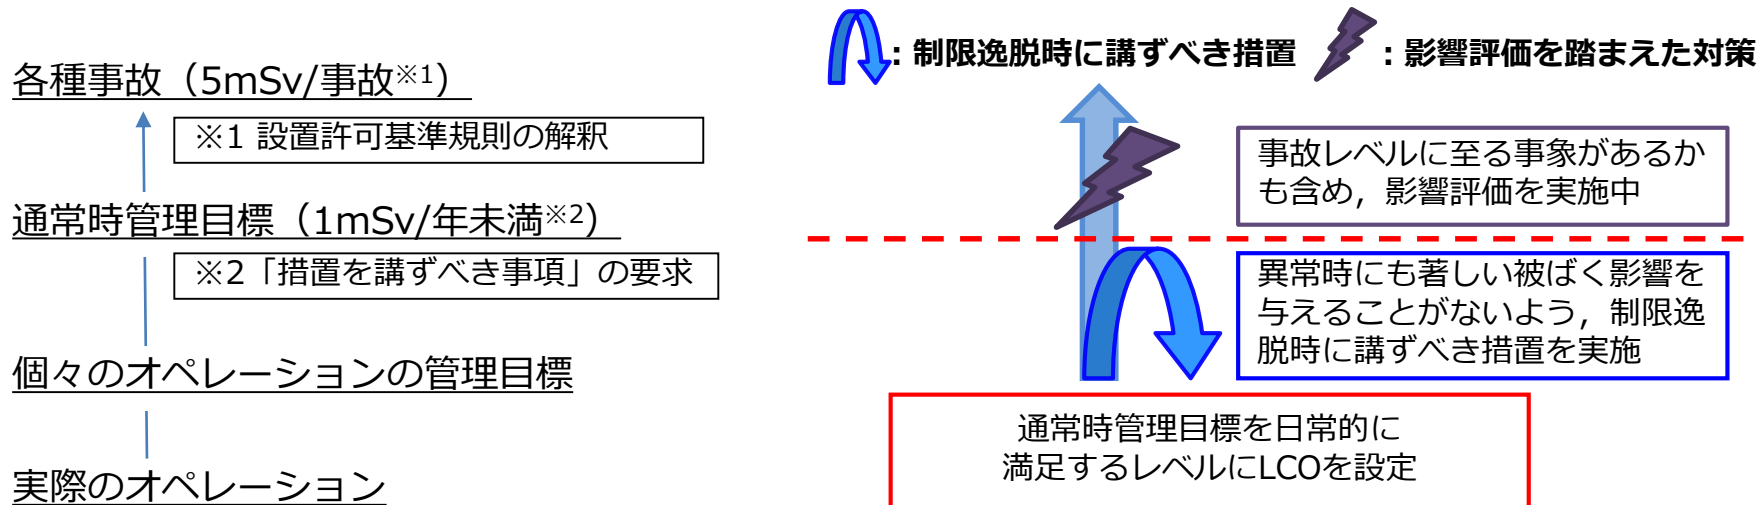 各種事故（5mSv/事故※1）
※1 設置許可基準規則の解釈
通常時管理目標（1mSv/年未満※2）
※2「措置を講ずべき事項」の要求
個々のオペレーションの管理目標
実際のオペレーション
：制限逸脱時に講ずべき措置
：影響評価を踏まえた対策
事故レベルに至る事象があるか
も含め，影響評価を実施中
異常時にも著しい被ばく影響を
与えることがないよう，制限逸
脱時に講ずべき措置を実施
通常時管理目標を日常的に
満足するレベルにLCOを設定